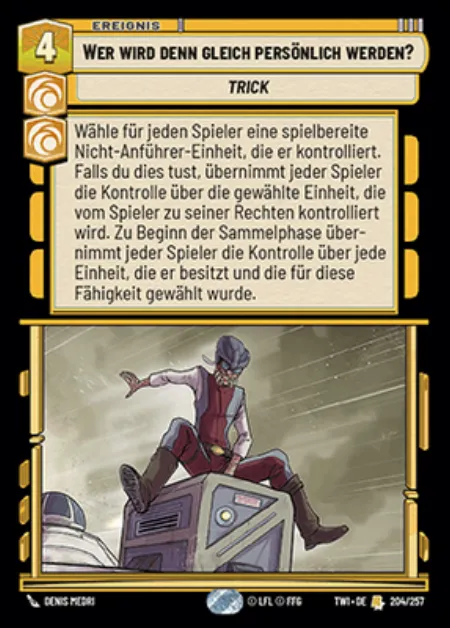 EREIGNIS
4
WER WIRD DENN GLEICH PERSÖNLICH WERDEN?
TRICK
Wähle für jeden Spieler eine spielbereite
Nicht-Anführer-Einheit, die er kontrolliert.
Falls du dies tust, übernimmt jeder Spieler
die Kontrolle über die gewählte Einheit, die
vom Spieler zu seiner Rechten kontrolliert
wird. Zu Beginn der Sammelphase über-
nimmt jeder Spieler die Kontrolle über jede
Einheit, die er besitzt und die für diese
Fähigkeit gewählt wurde.
DENIS MEDRI
© LFL © FFG
TWI • DE
204/257